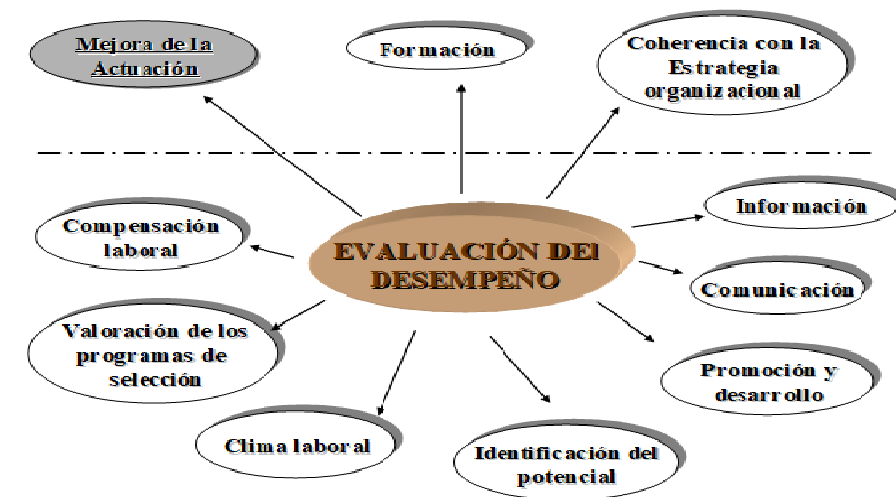 Mejora de la
Actuación
Formación
Coherencia con la
Estrategia
organizacional
Información
Compensación
laboral
EVALUACIÓN DEl
DESEMPEÑO
Comunicación
Valoración de los
programas de
selección
Promoción y
desarrollo
Clima laboral
Identificación del
potencial